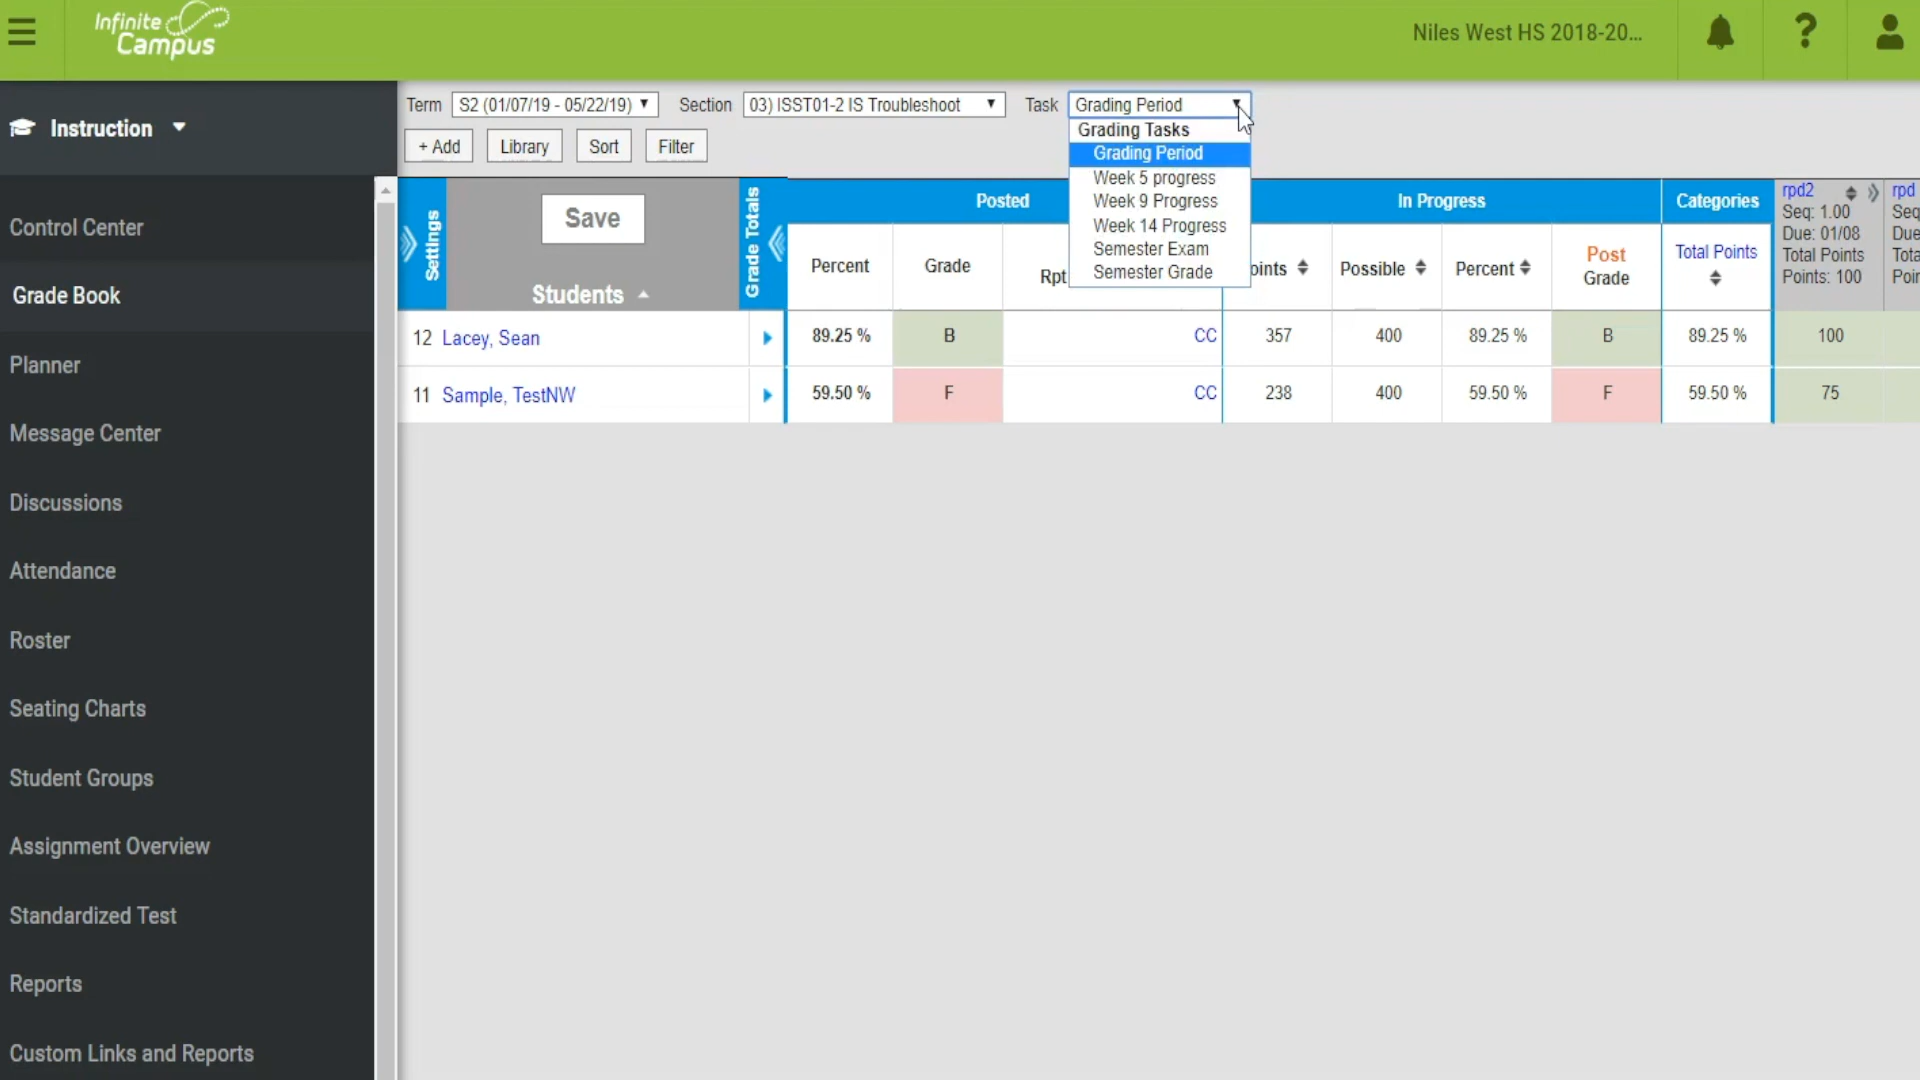 Infinite Campus
Niles West HS 2018-20...
?
Instruction
Term S2 (01/07/19 - 05/22/19) Section 03) ISST01-2 IS Troubleshoot Task Grading Period
+ Add Library Sort Filter
Grading Tasks
Grading Period
Week 5 progress
Week 9 Progress
Week 14 Progress
Semester Exam
Semester Grade
Control Center
Grade Book
Planner
Message Center
Discussions
Attendance
Roster
Seating Charts
Student Groups
Assignment Overview
Standardized Test
Reports
Custom Links and Reports
Settings
Save
Students
Grade Totals
Posted In Progress Categories
Percent Grade Rpt oints Possible Percent Post Grade Total Points
rpd2
Seq: 1.00
Due: 01/08
Total Points
Points: 100
rpd
Seq
Due
Tota
Poin
12 Lacey, Sean 89.25 % B CC 357 400 89.25 % B 89.25 % 100
11 Sample, TestNW 59.50 % F CC 238 400 59.50 % F 59.50 % 75